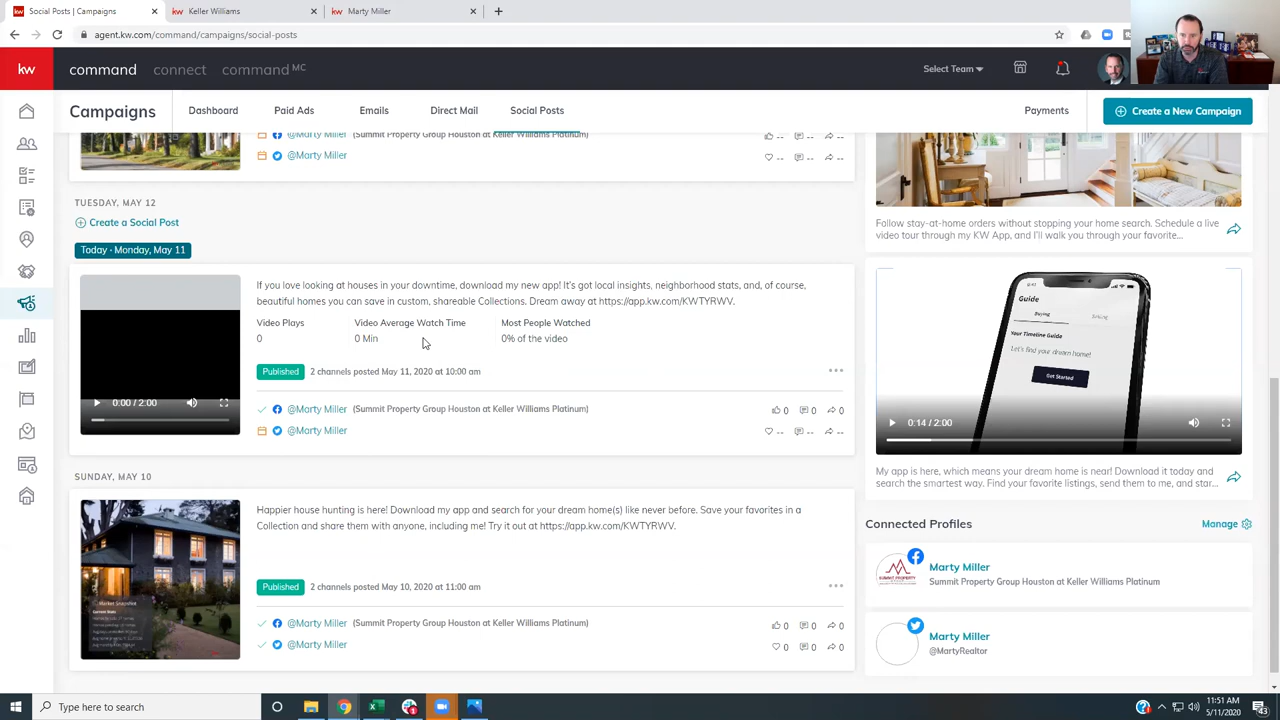 Social Posts | Campaigns
Keller Williams
Marty Miller
agent.kw.com/command/campaigns/social-posts
kw
command connect command MC
Select Team
Campaigns
Dashboard Paid Ads Emails Direct Mail Social Posts
Payments
Create a New Campaign
@Marty Miller (Summit Property Group Houston at Keller Williams Platinum)
-- -- --
@Marty Miller
-- -- --
TUESDAY, MAY 12
Create a Social Post
Today - Monday, May 11
If you love looking at houses in your downtime, download my new app! It's got local insights, neighborhood stats, and, of course,
beautiful homes you can save in custom, shareable Collections. Dream away at https://app.kw.com/KWTYRWV.
Video Plays Video Average Watch Time Most People Watched
0 0 Min 0% of the video
0:00 / 2:00
Published 2 channels posted May 11, 2020 at 10:00 am
@Marty Miller (Summit Property Group Houston at Keller Williams Platinum)
0 0 0
@Marty Miller
-- -- --
SUNDAY, MAY 10
Happier house hunting is here! Download my app and search for your dream home(s) like never before. Save your favorites in a
Collection and share them with anyone, including me! Try it out at https://app.kw.com/KWTYRWV.
Market Snapshot
Published 2 channels posted May 10, 2020 at 11:00 am
@Marty Miller (Summit Property Group Houston at Keller Williams Platinum)
0 0 0
@Marty Miller
0 0 0
Follow stay-at-home orders without stopping your home search. Schedule a live
video tour through my KW App, and I'll walk you through your favorite...
Guide
Buying Selling
Your Timeline Guide
Let's find your dream home!
Get Started
0:14 / 2:00
My app is here, which means your dream home is near! Download it today and
search the smartest way. Find your favorite listings, send them to me, and star...
Connected Profiles Manage
Marty Miller
Summit Property Group Houston at Keller Williams Platinum
Marty Miller
@MartyRealtor
Type here to search
11:51 AM
5/11/2020
43